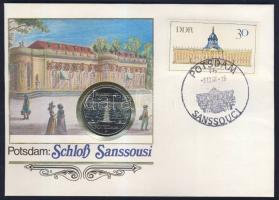 DDR 30
POTSDAM
SANSSOUCI
Potsdam: Schloß Sanssousi